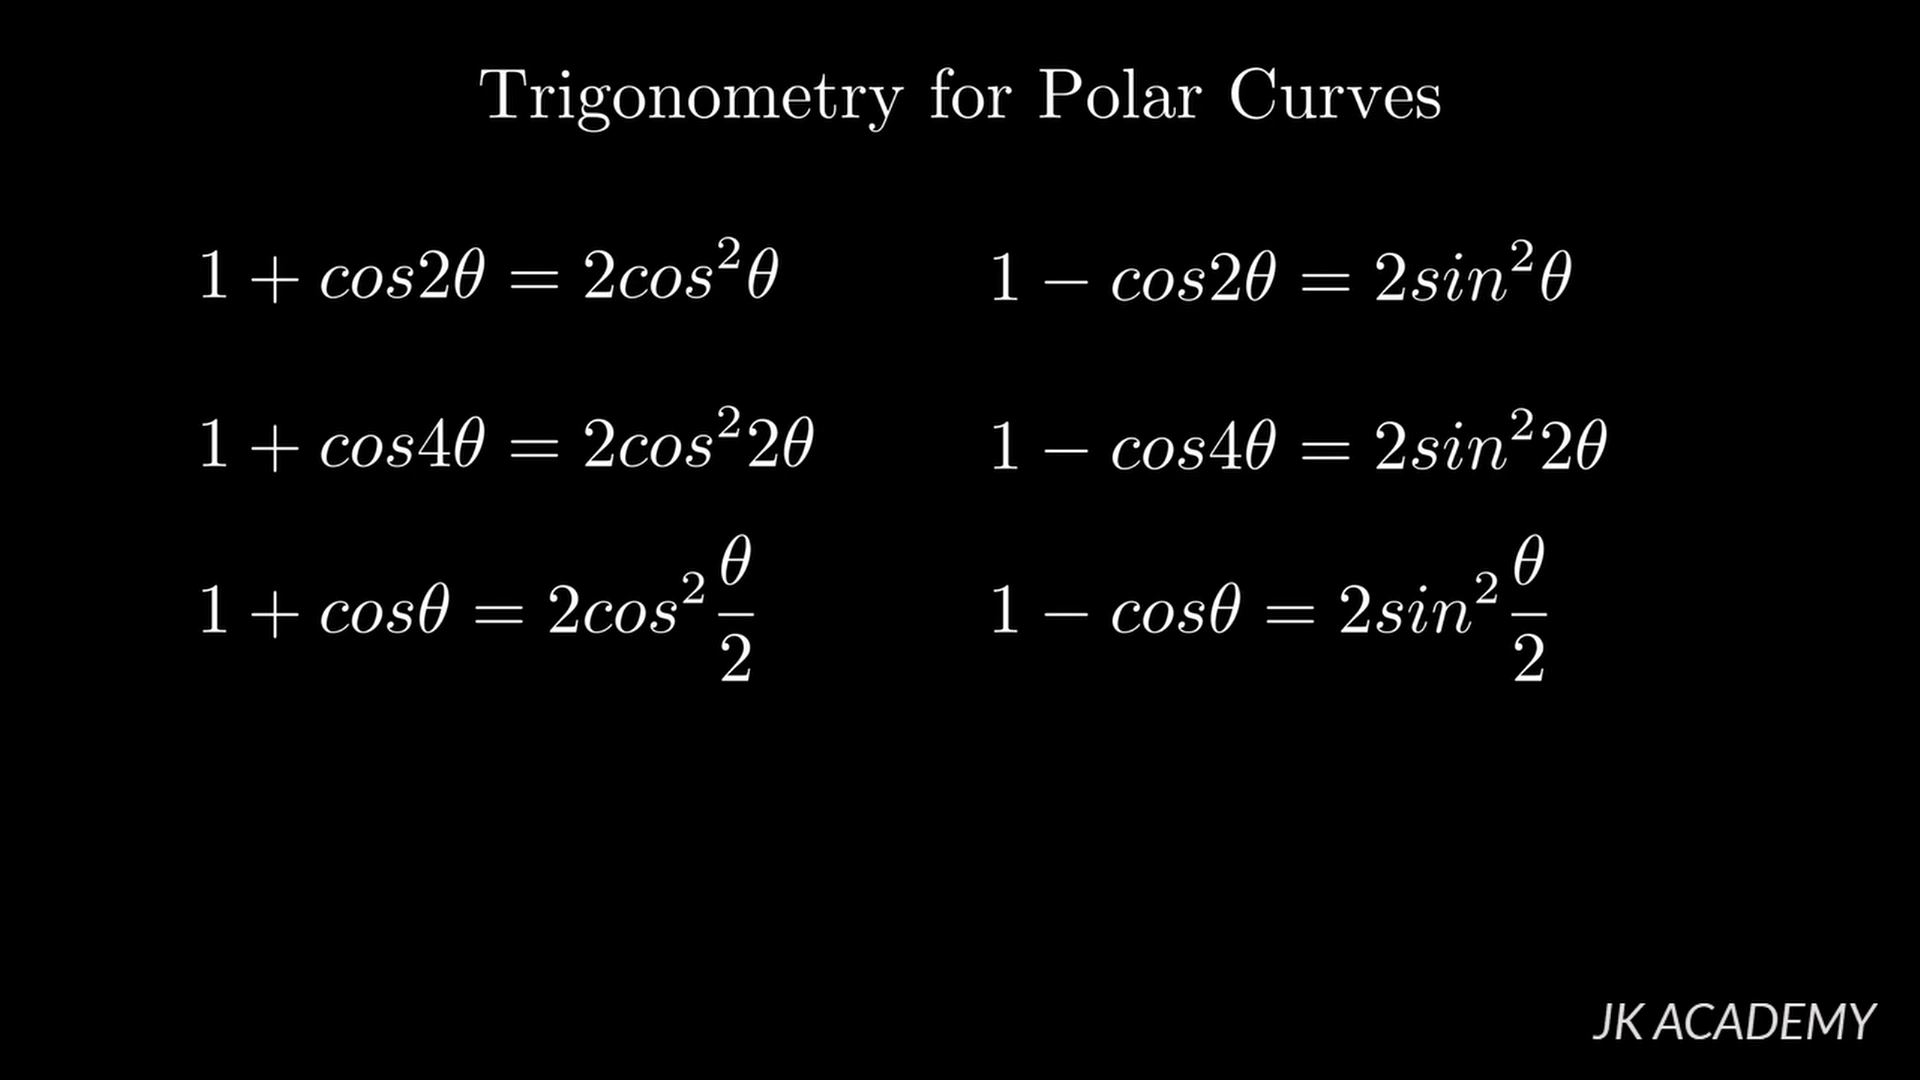 Trigonometry for Polar Curves
1 + cos2θ = 2cos²θ
1 − cos2θ = 2sin²θ
1 + cos4θ = 2cos²2θ
1 − cos4θ = 2sin²2θ
1 + cosθ = 2cos² θ/2
1 − cosθ = 2sin² θ/2
JK ACADEMY